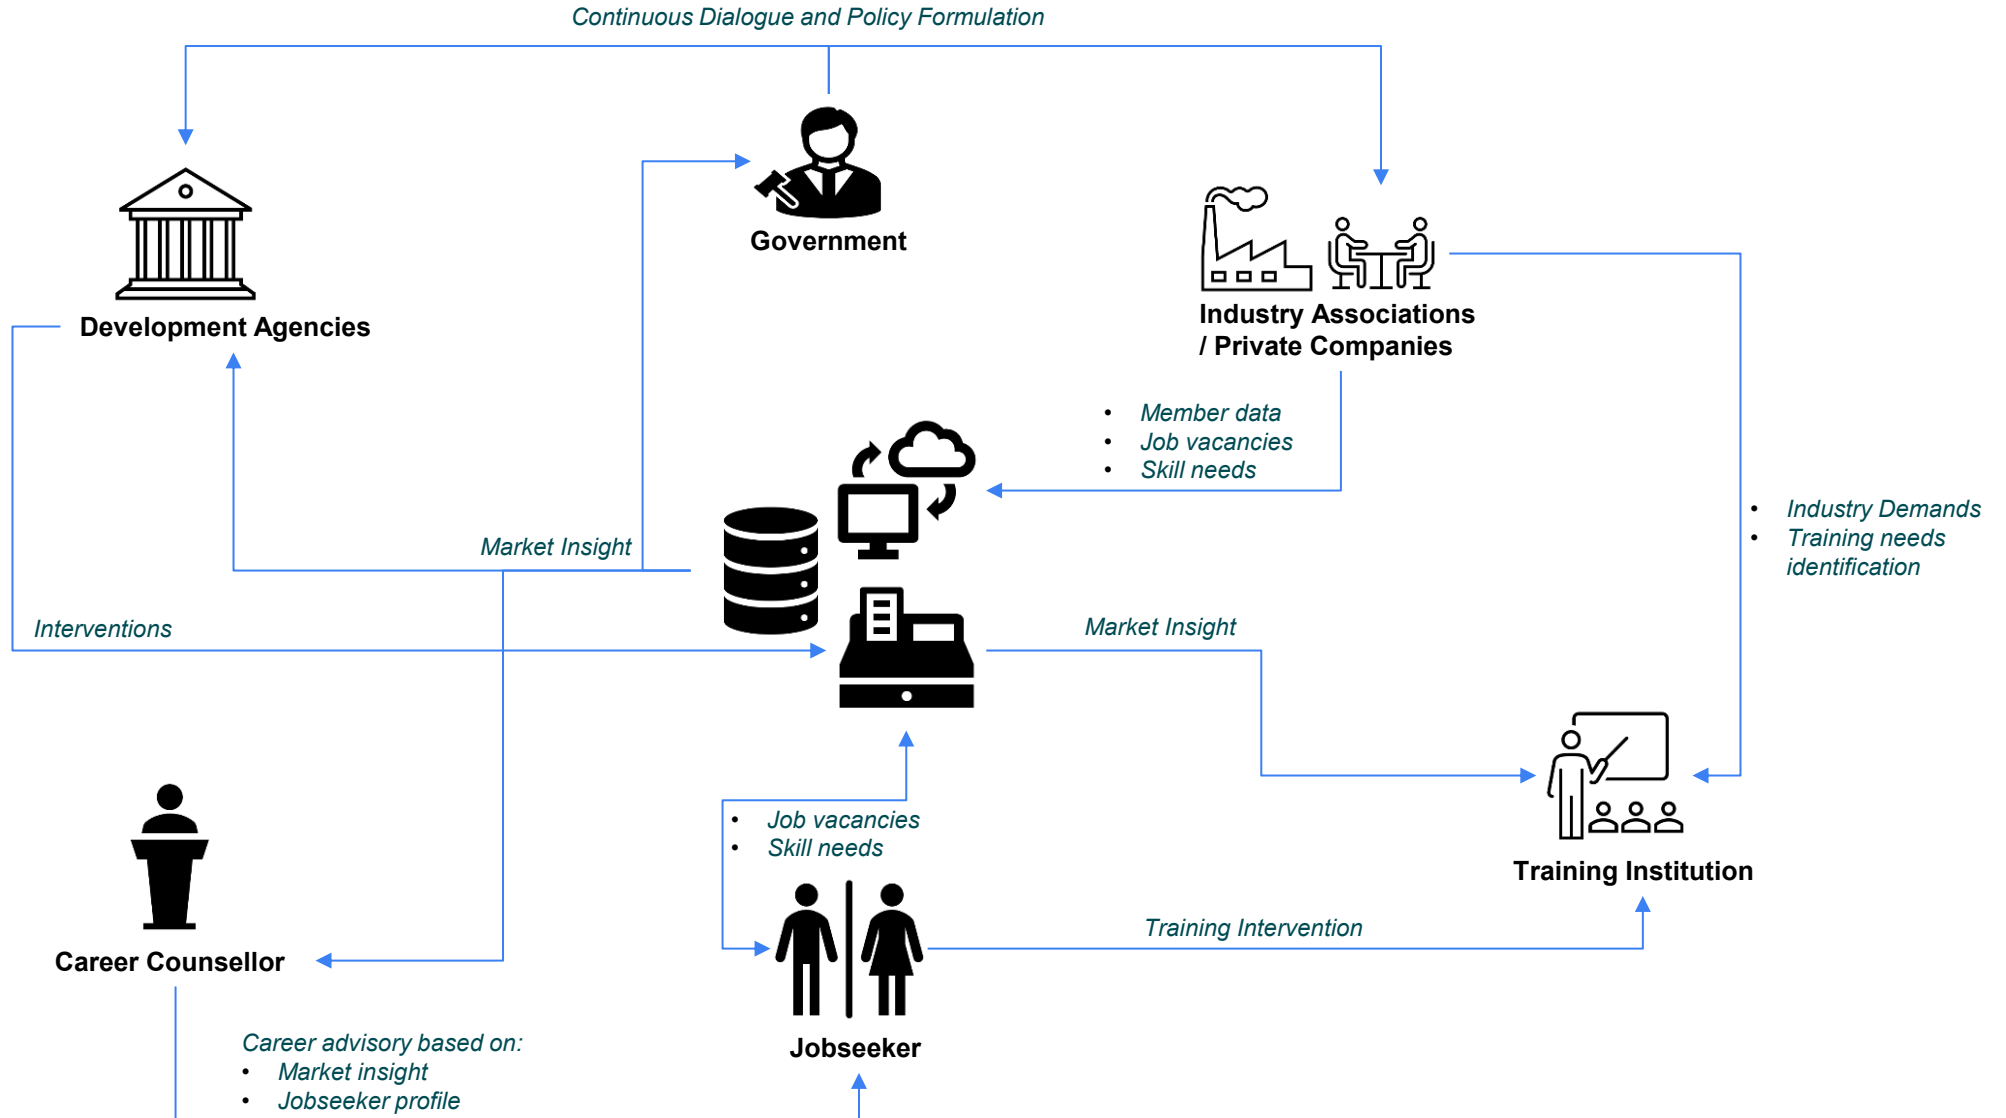 Continuous Dialogue and Policy Formulation
Government
Development Agencies
Industry Associations
/ Private Companies
• Member data
• Job vacancies
• Skill needs
• Industry Demands
• Training needs
identification
Market Insight
Interventions
Market Insight
• Job vacancies
• Skill needs
Training Institution
Training Intervention
Career Counsellor
Jobseeker
Career advisory based on:
• Market insight
• Jobseeker profile